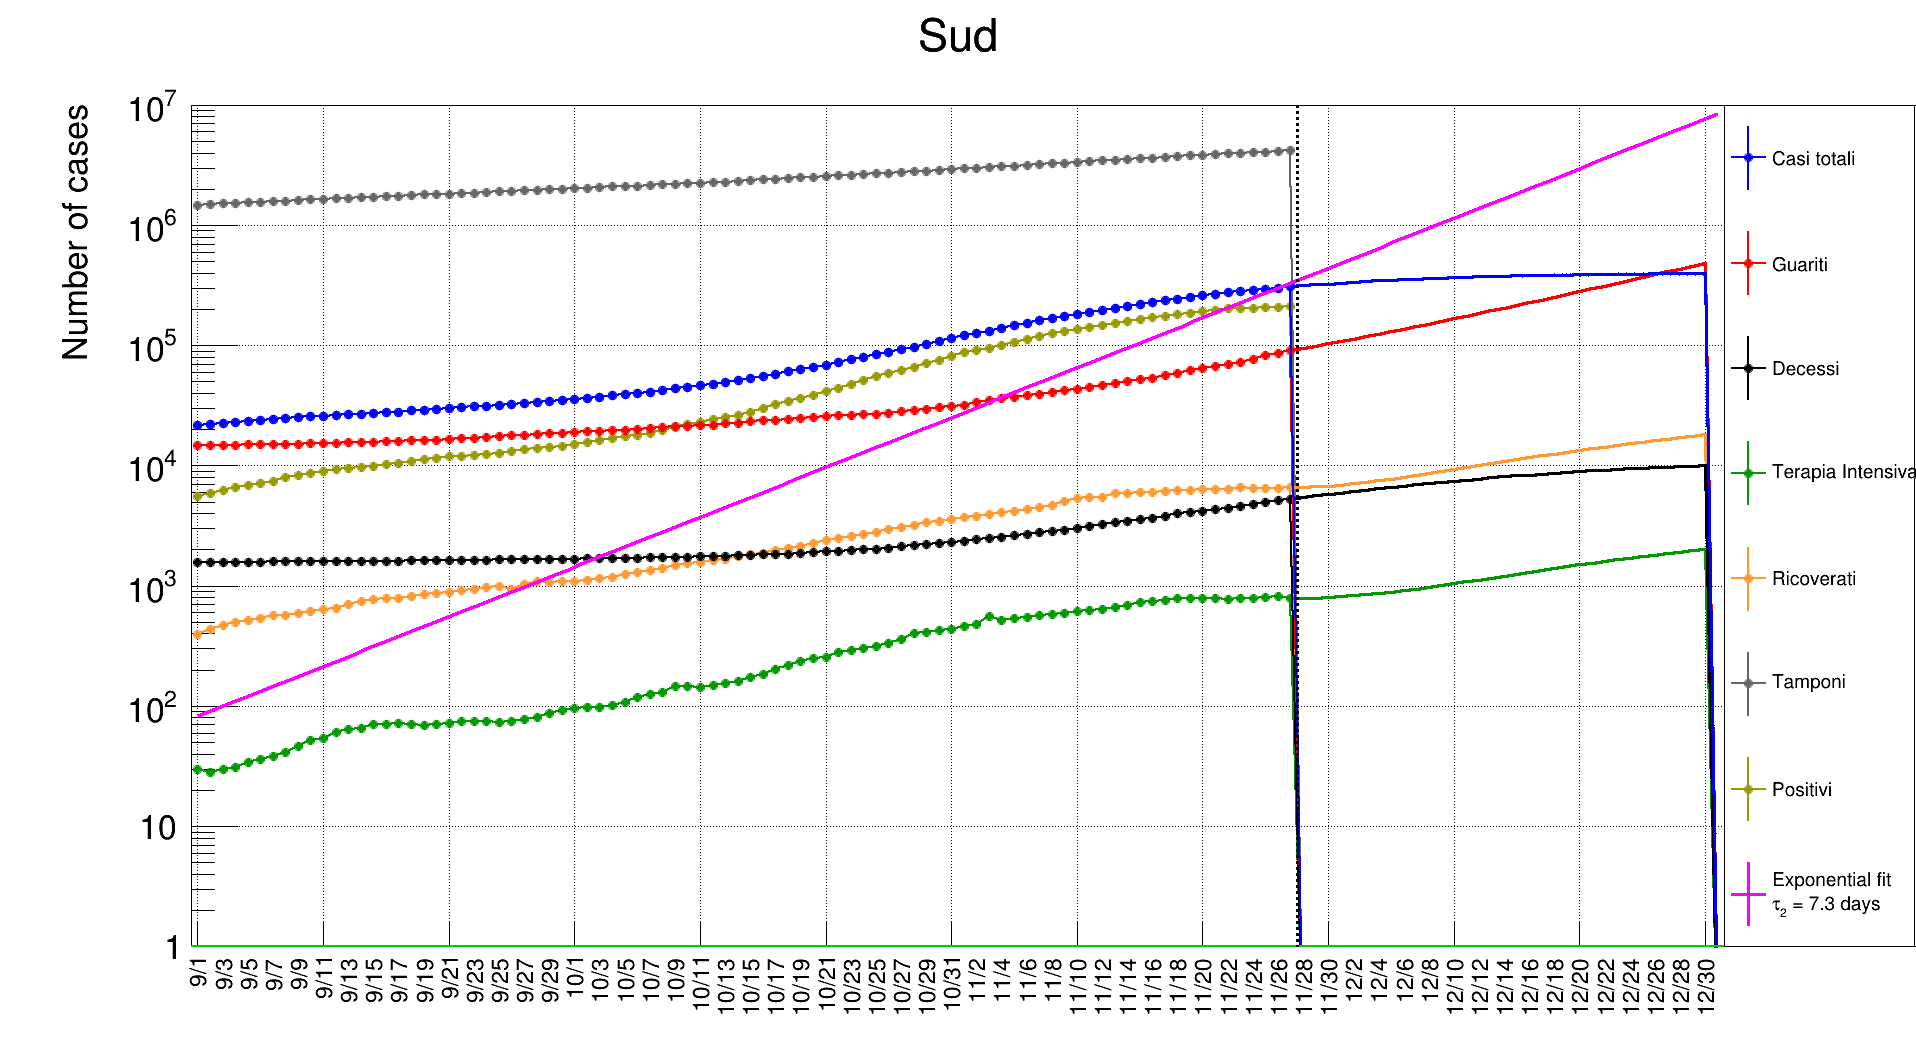 Sud
Number of cases
10^7
10^6
10^5
10^4
10^3
10^2
10
1
9/1 9/3 9/5 9/7 9/9 9/11 9/13 9/15 9/17 9/19 9/21 9/23 9/25 9/27 9/29 10/1 10/3 10/5 10/7 10/9 10/11 10/13 10/15 10/17 10/19 10/21 10/23 10/25 10/27 10/29 10/31 11/2 11/4 11/6 11/8 11/10 11/12 11/14 11/16 11/18 11/20 11/22 11/24 11/26 11/28 11/30 12/2 12/4 12/6 12/8 12/10 12/12 12/14 12/16 12/18 12/20 12/22 12/24 12/26 12/28 12/30
Casi totali
Guariti
Decessi
Terapia Intensiva
Ricoverati
Tamponi
Positivi
Exponential fit
τ₂ = 7.3 days